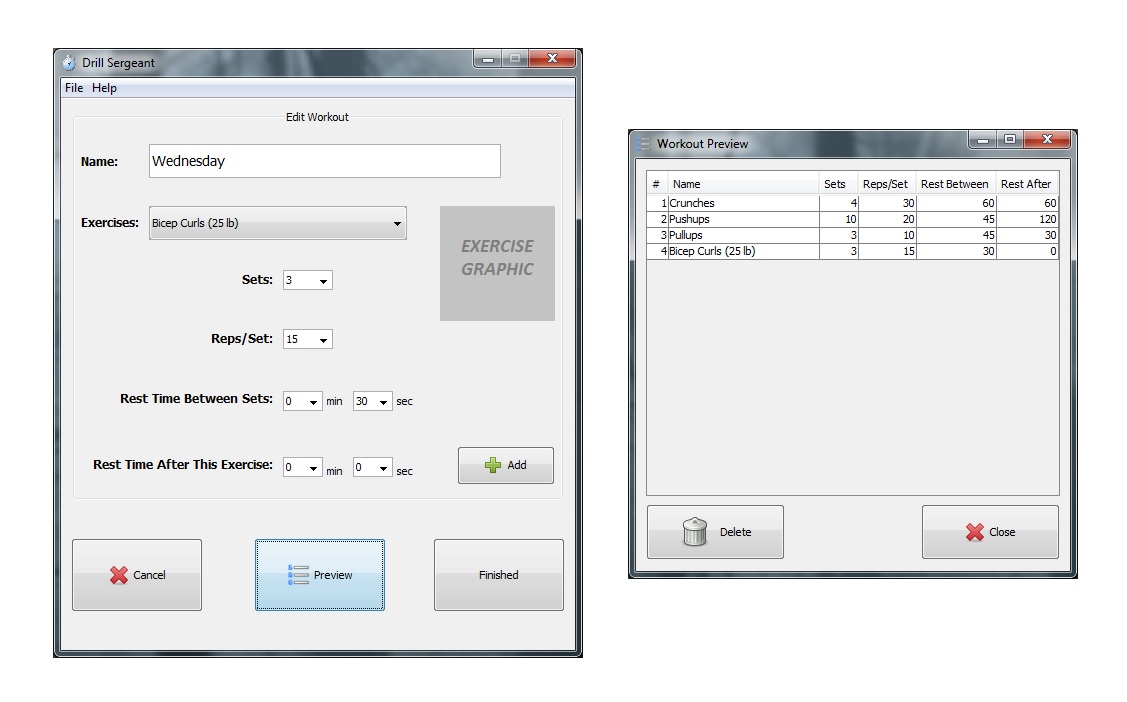 Drill Sergeant
File Help
Edit Workout
Name: Wednesday
Exercises: Bicep Curls (25 lb)
EXERCISE
GRAPHIC
Sets: 3
Reps/Set: 15
Rest Time Between Sets: 0 min 30 sec
Rest Time After This Exercise: 0 min 0 sec
Add
Cancel Preview Finished
Workout Preview
# Name Sets Reps/Set Rest Between Rest After
1 Crunches 4 30 60 60
2 Pushups 10 20 45 120
3 Pullups 3 10 45 30
4 Bicep Curls (25 lb) 3 15 30 0
Delete Close